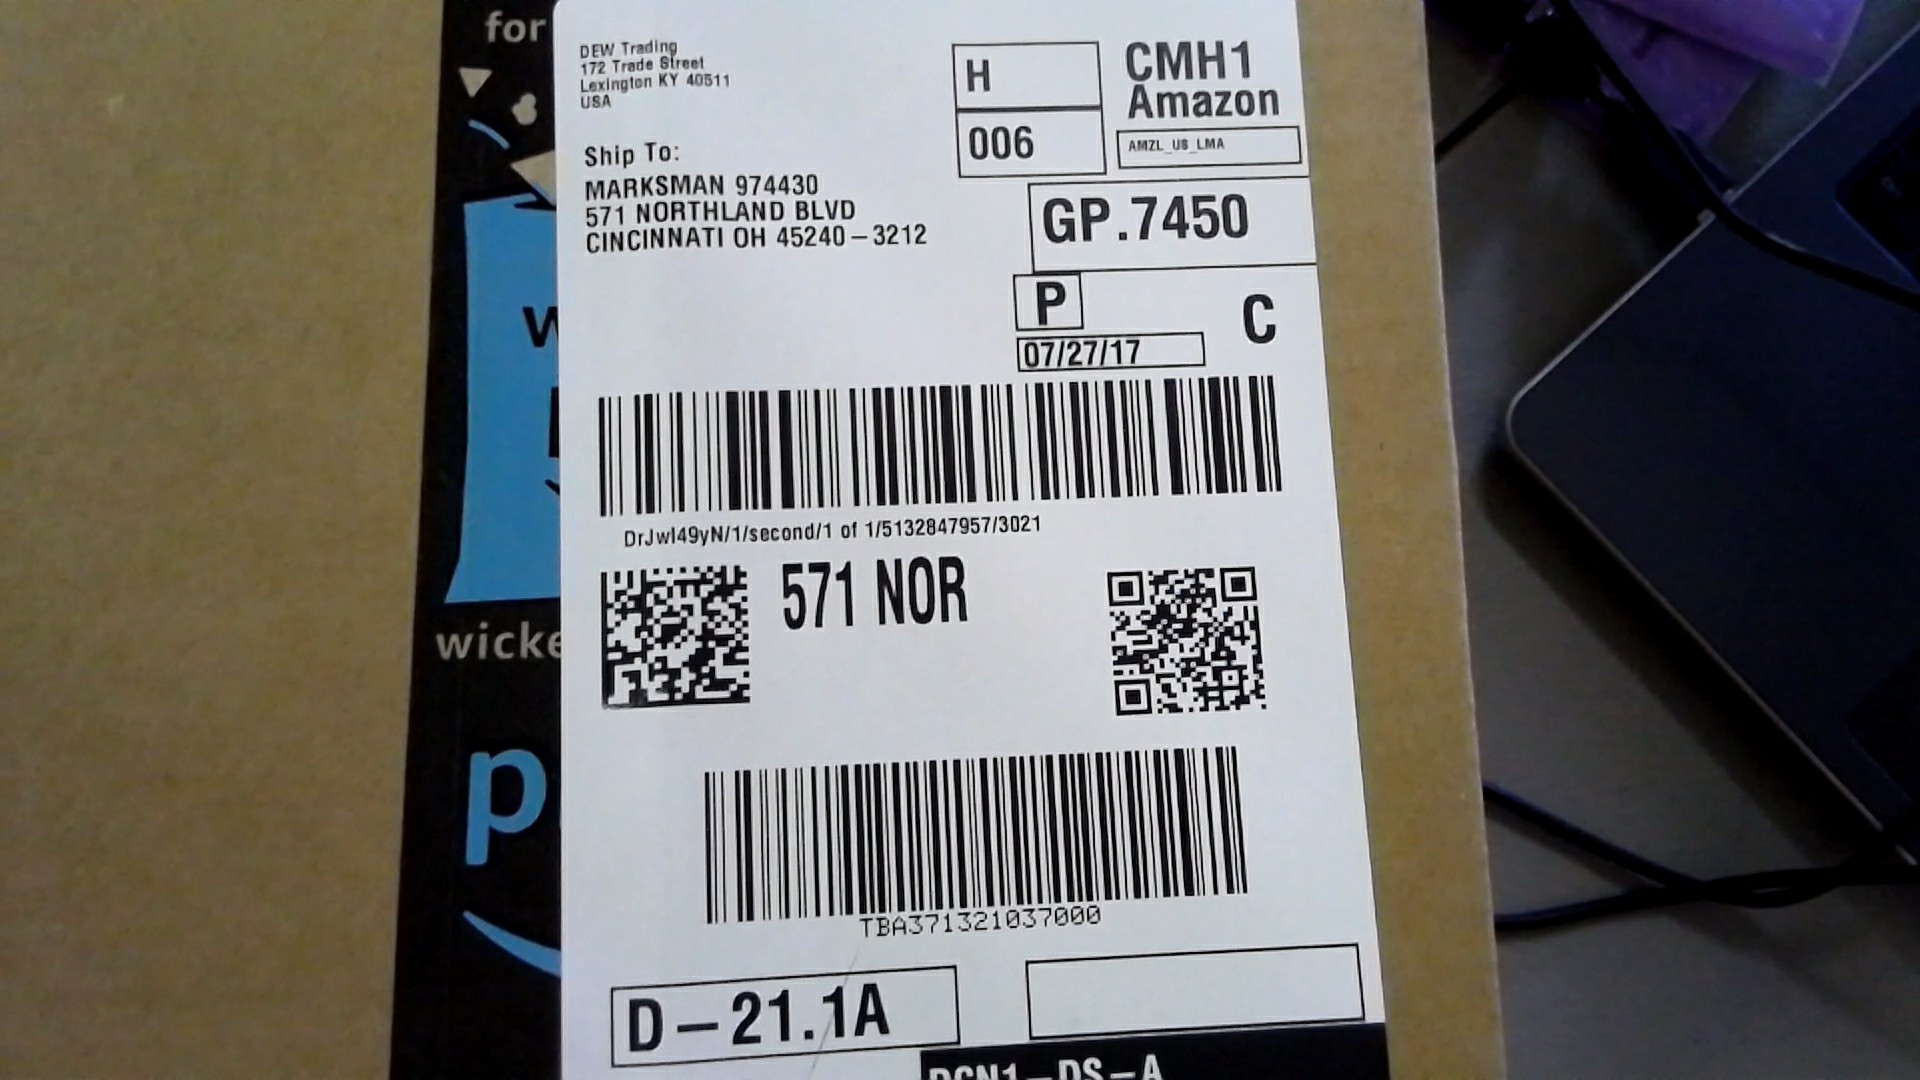 for
DEW Trading
172 Trade Street
Lexington KY 40511
USA
H
006
CMH1
Amazon
AMZL_US_LMA
Ship To:
MARKSMAN 974430
571 NORTHLAND BLVD
CINCINNATI OH 45240-3212
GP.7450
P
C
07/27/17
DrJwl49yN/1/second/1 of 1/5132847957/3021
571 NOR
wicke
p
TBA371321037000
D-21.1A
DCN1-DS-A